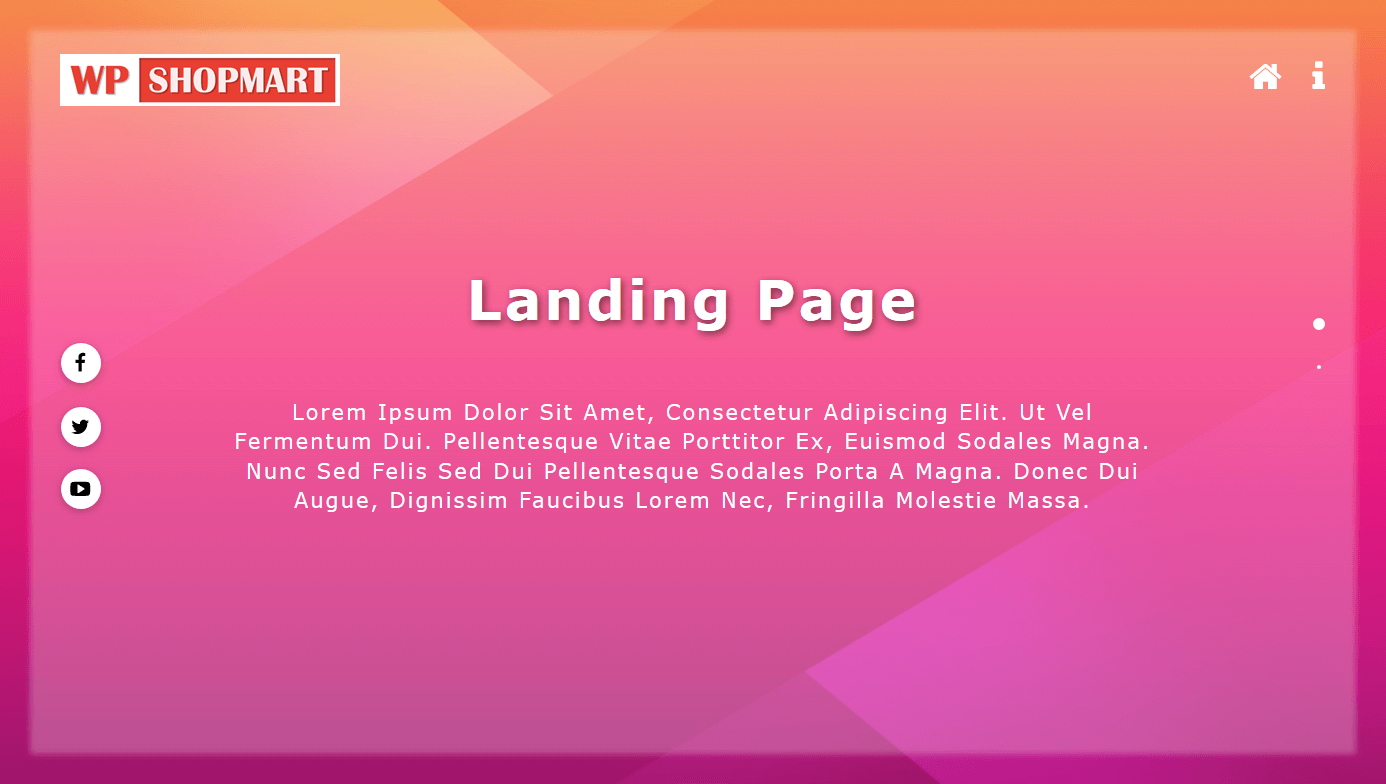 WP SHOPMART
Landing Page
Lorem Ipsum Dolor Sit Amet, Consectetur Adipiscing Elit. Ut Vel
Fermentum Dui. Pellentesque Vitae Porttitor Ex, Euismod Sodales Magna.
Nunc Sed Felis Sed Dui Pellentesque Sodales Porta A Magna. Donec Dui
Augue, Dignissim Faucibus Lorem Nec, Fringilla Molestie Massa.